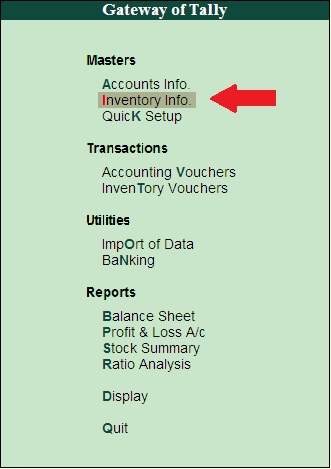 Gateway of Tally
Masters
Accounts Info.
Inventory Info.
QuicK Setup
Transactions
Accounting Vouchers
InvenTory Vouchers
Utilities
ImpOrt of Data
BaNking
Reports
Balance Sheet
Profit & Loss A/c
Stock Summary
Ratio Analysis
Display
Quit